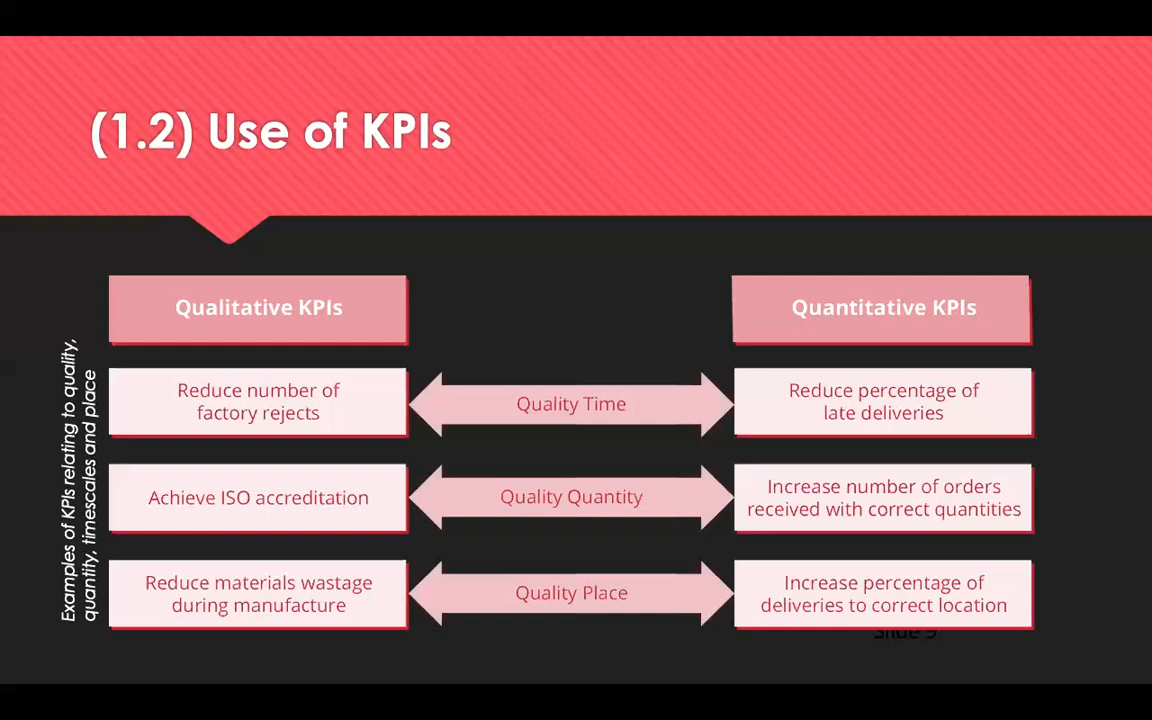 (1.2) Use of KPIs
Examples of KPIs relating to quality,
quantity, timescales and place
Qualitative KPIs
Quantitative KPIs
Reduce number of
factory rejects
Quality Time
Reduce percentage of
late deliveries
Achieve ISO accreditation
Quality Quantity
Increase number of orders
received with correct quantities
Reduce materials wastage
during manufacture
Quality Place
Increase percentage of
deliveries to correct location
Slide 9